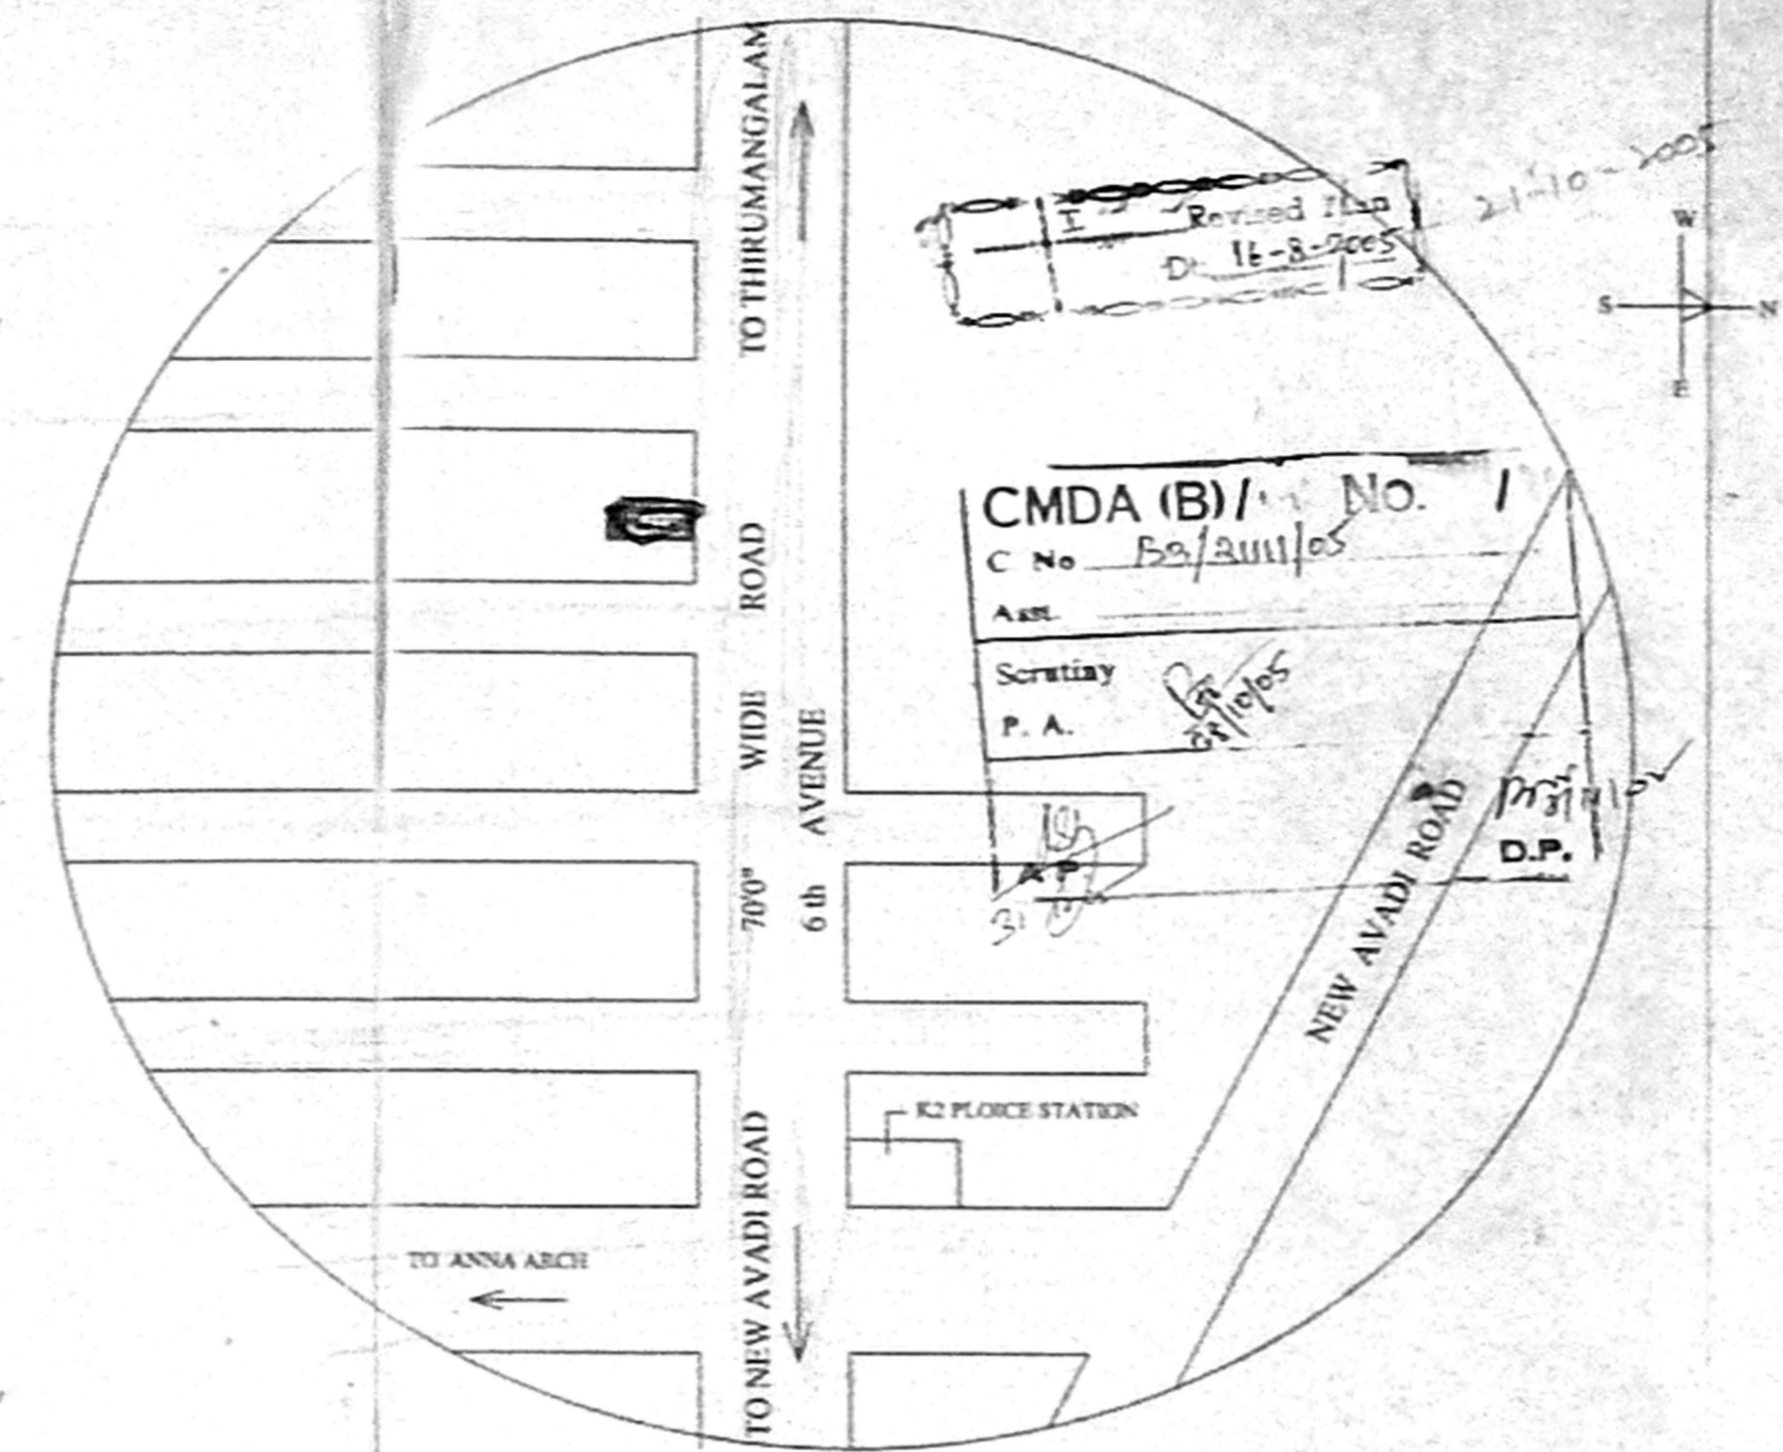 TO THIRUMANGALAM
70'0" WIDE ROAD
6 th AVENUE
TO NEW AVADI ROAD
I Revised Plan
D 16-8-2005
21-10-2005
W
S N
E
CMDA (B)/ No. 1
C No
Asst.
Scrutiny
P. A.
A P.
D.P.
NEW AVADI ROAD
K2 PLOICE STATION
TO ANNA ARCH